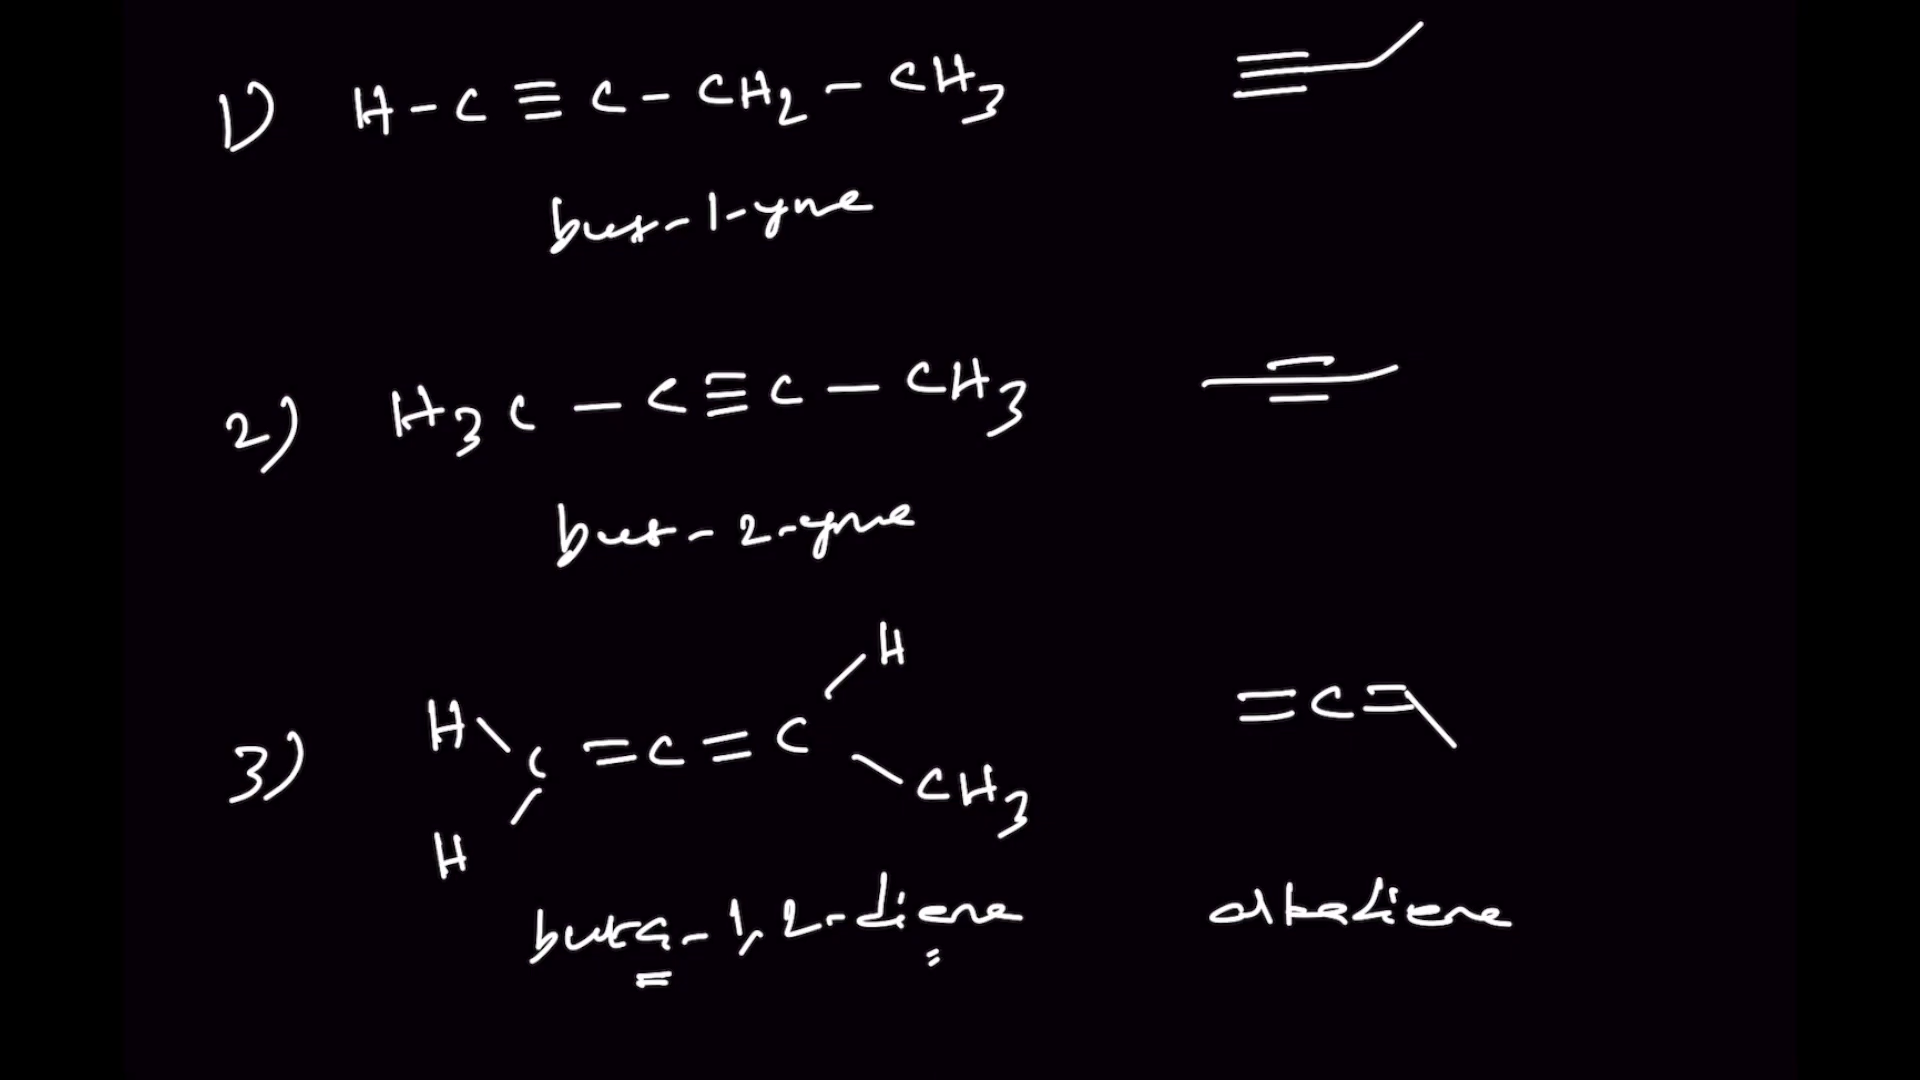 1) H-C≡C-CH₂-CH₃
but-1-yne
2) H₃C-C≡C-CH₃
but-2-yne
H
H
3) C=C=C
=C=
CH₃
H
buta-1,2-diene
alkadiene